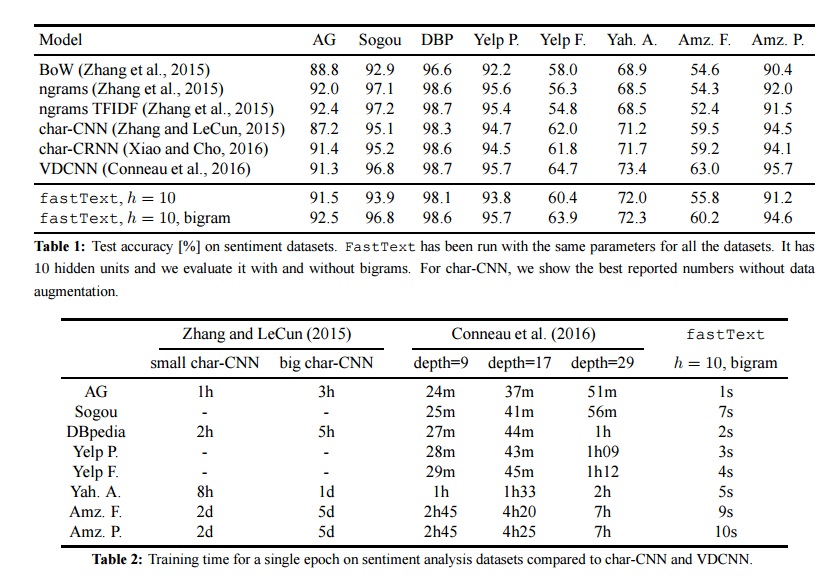 Model AG Sogou DBP Yelp P. Yelp F. Yah. A. Amz. F. Amz. P.
BoW (Zhang et al., 2015) 88.8 92.9 96.6 92.2 58.0 68.9 54.6 90.4
ngrams (Zhang et al., 2015) 92.0 97.1 98.6 95.6 56.3 68.5 54.3 92.0
ngrams TFIDF (Zhang et al., 2015) 92.4 97.2 98.7 95.4 54.8 68.5 52.4 91.5
char-CNN (Zhang and LeCun, 2015) 87.2 95.1 98.3 94.7 62.0 71.2 59.5 94.5
char-CRNN (Xiao and Cho, 2016) 91.4 95.2 98.6 94.5 61.8 71.7 59.2 94.1
VDCNN (Conneau et al., 2016) 91.3 96.8 98.7 95.7 64.7 73.4 63.0 95.7
fastText, h = 10 91.5 93.9 98.1 93.8 60.4 72.0 55.8 91.2
fastText, h = 10, bigram 92.5 96.8 98.6 95.7 63.9 72.3 60.2 94.6
Table 1: Test accuracy [%] on sentiment datasets. FastText has been run with the same parameters for all the datasets. It has
10 hidden units and we evaluate it with and without bigrams. For char-CNN, we show the best reported numbers without data
augmentation.
Zhang and LeCun (2015) Conneau et al. (2016) fastText
small char-CNN big char-CNN depth=9 depth=17 depth=29 h = 10, bigram
AG 1h 3h 24m 37m 51m 1s
Sogou - - 25m 41m 56m 7s
DBpedia 2h 5h 27m 44m 1h 2s
Yelp P. - - 28m 43m 1h09 3s
Yelp F. - - 29m 45m 1h12 4s
Yah. A. 8h 1d 1h 1h33 2h 5s
Amz. F. 2d 5d 2h45 4h20 7h 9s
Amz. P. 2d 5d 2h45 4h25 7h 10s
Table 2: Training time for a single epoch on sentiment analysis datasets compared to char-CNN and VDCNN.